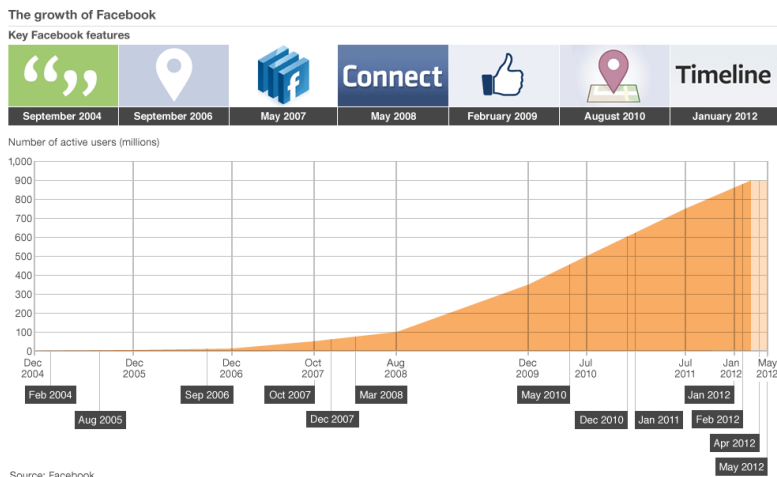 The growth of Facebook
Key Facebook features
“ ”
f
Connect
Timeline
September 2004
September 2006
May 2007
May 2008
February 2009
August 2010
January 2012
Number of active users (millions)
1,000
900
800
700
600
500
400
300
200
100
0
Dec 2004
Dec 2005
Dec 2006
Oct 2007
Aug 2008
Dec 2009
Jul 2010
Jul 2011
Jan 2012
May 2012
Feb 2004
Sep 2006
Oct 2007
Mar 2008
May 2010
Jan 2012
Aug 2005
Dec 2007
Dec 2010
Jan 2011
Feb 2012
Apr 2012
May 2012
Source: Facebook